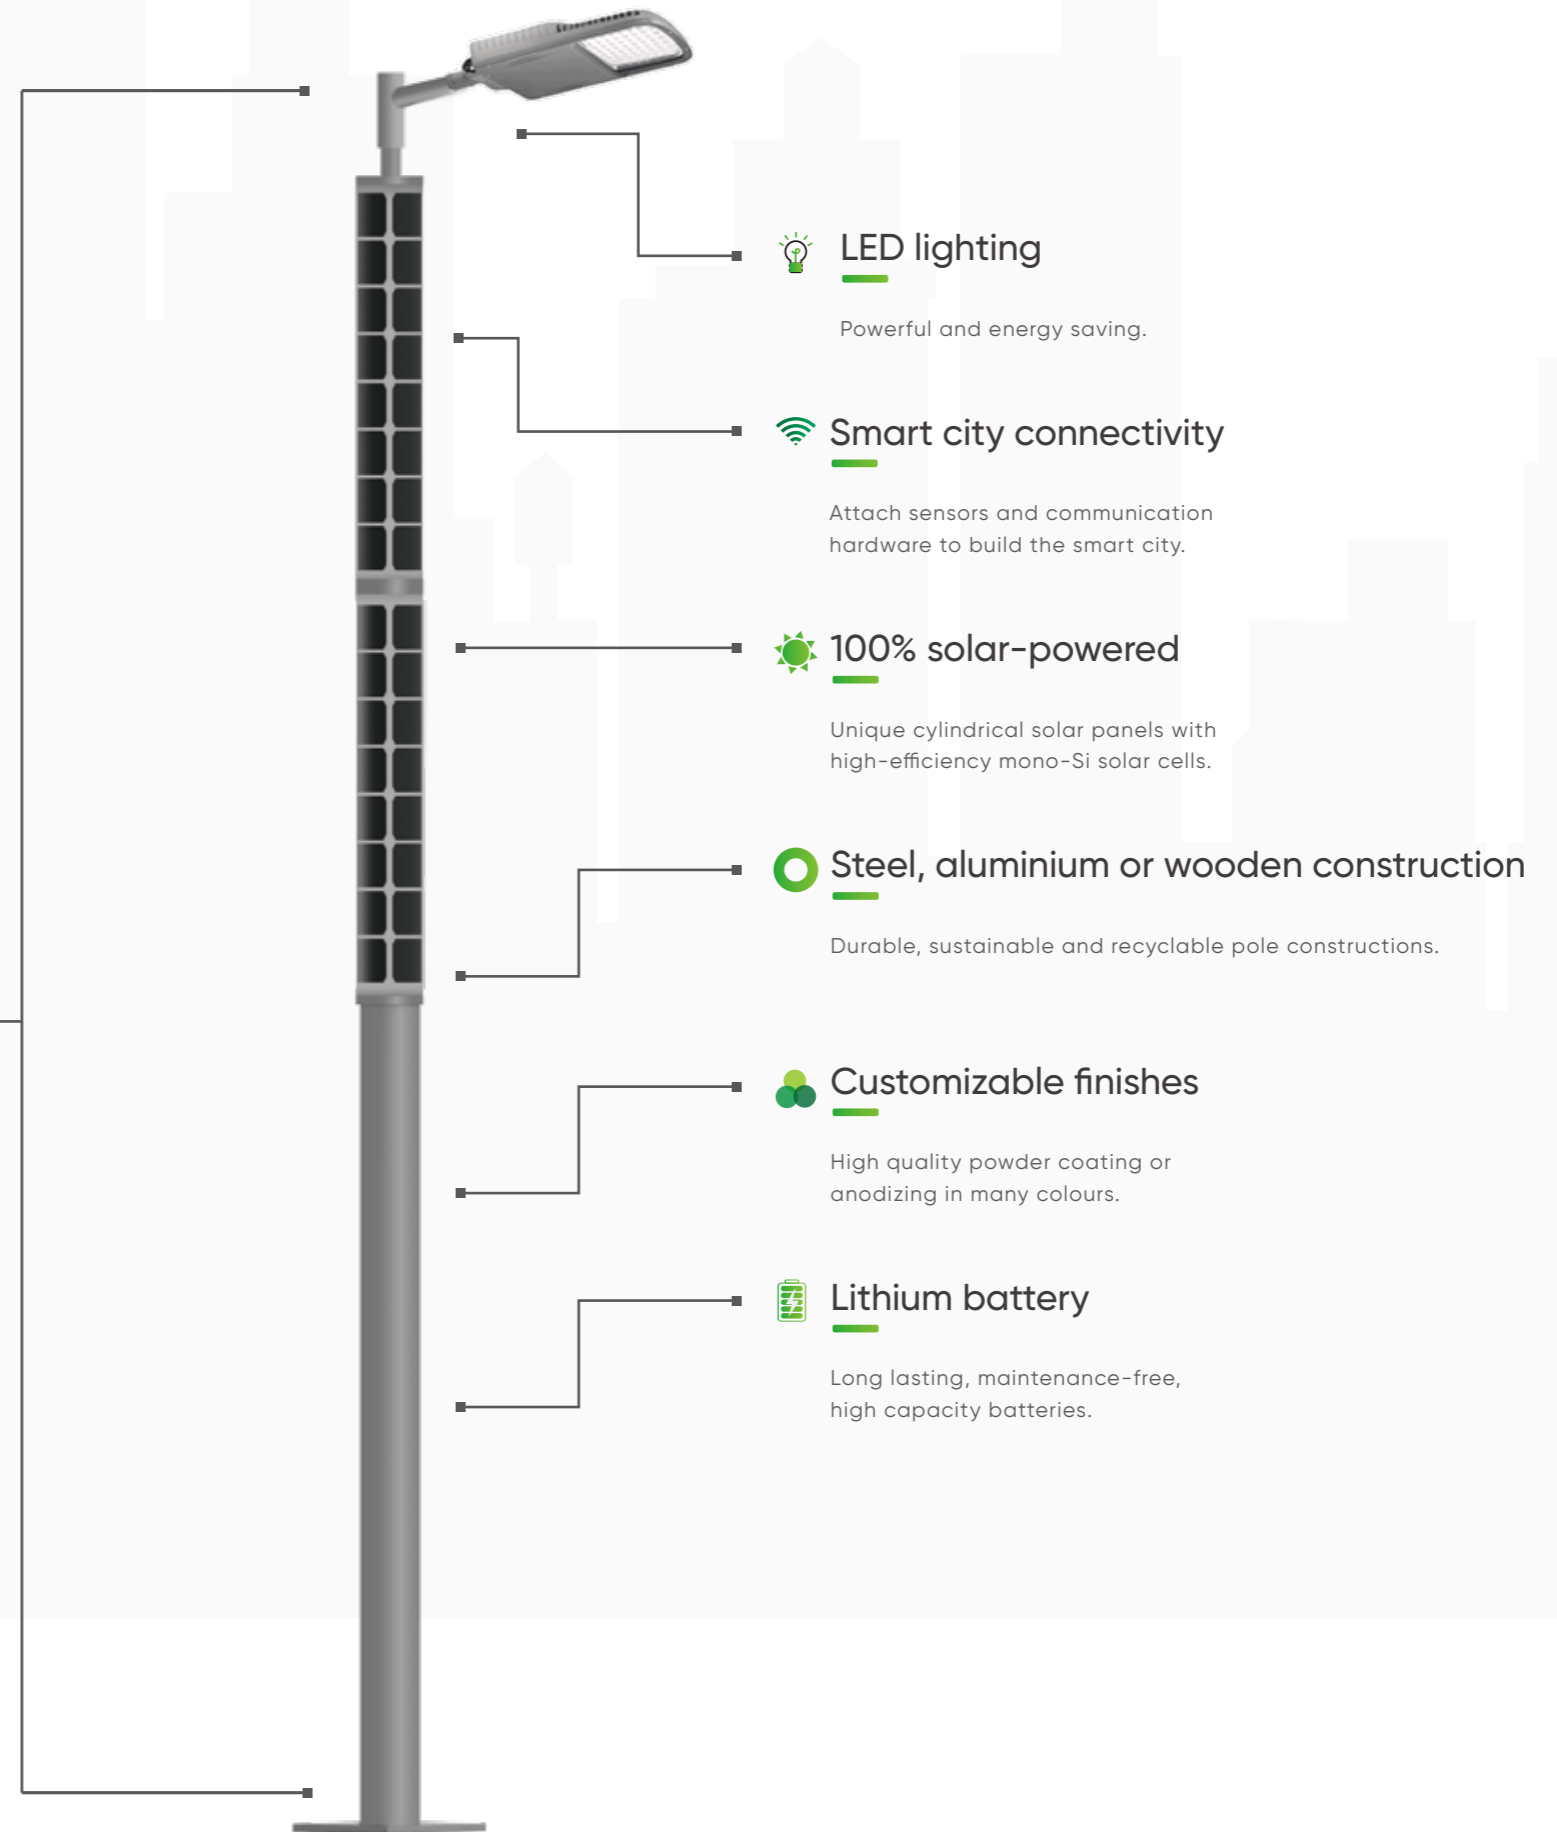 LED lighting
Powerful and energy saving.
Smart city connectivity
Attach sensors and communication
hardware to build the smart city.
100% solar-powered
Unique cylindrical solar panels with
high-efficiency mono-Si solar cells.
Steel, aluminium or wooden construction
Durable, sustainable and recyclable pole constructions.
Customizable finishes
High quality powder coating or
anodizing in many colours.
Lithium battery
Long lasting, maintenance-free,
high capacity batteries.